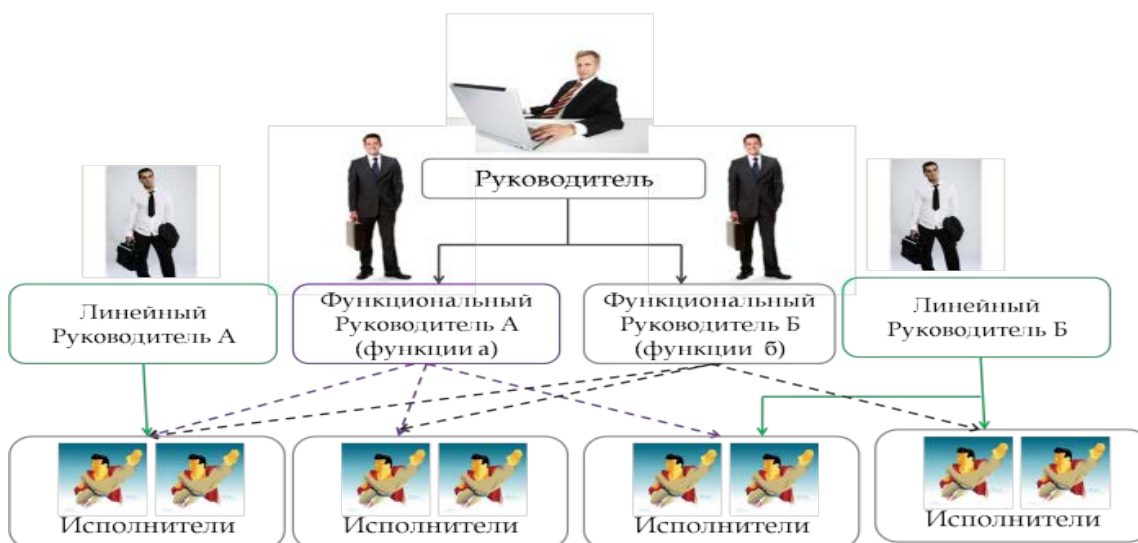 Руководитель
Линейный
Руководитель А
Функциональный
Руководитель А
(функции а)
Функциональный
Руководитель Б
(функции б)
Линейный
Руководитель Б
Исполнители
Исполнители
Исполнители
Исполнители